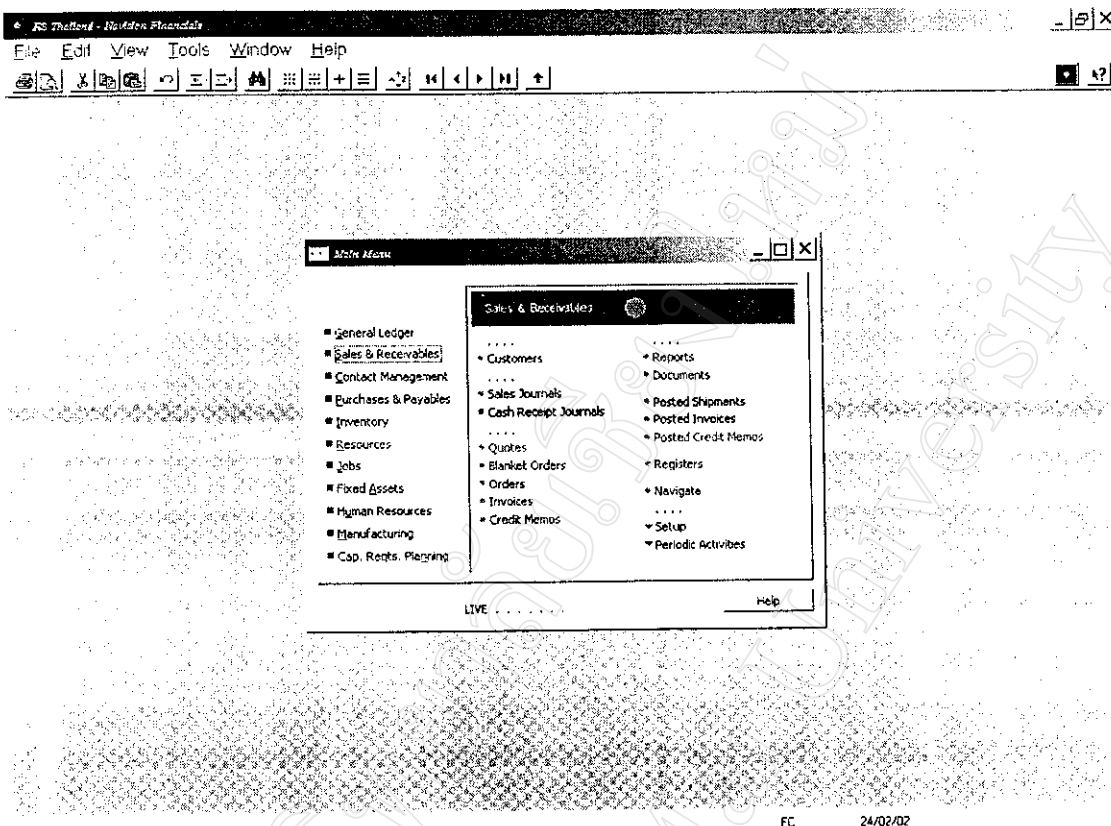 RS Thailand - Navision Financials
File Edit View Tools Window Help
Main Menu
General Ledger
Sales & Receivables
Contact Management
Purchases & Payables
Inventory
Resources
Jobs
Fixed Assets
Human Resources
Manufacturing
Cap. Reqts. Planning
Sales & Receivables
. . . .
Customers
. . . .
Sales Journals
Cash Receipt Journals
. . . .
Quotes
Blanket Orders
Orders
Invoices
Credit Memos
. . . .
Reports
Documents
Posted Shipments
Posted Invoices
Posted Credit Memos
Registers
Navigate
. . . .
Setup
Periodic Activities
LIVE . . . . . . .
Help
FC 24/02/02
University